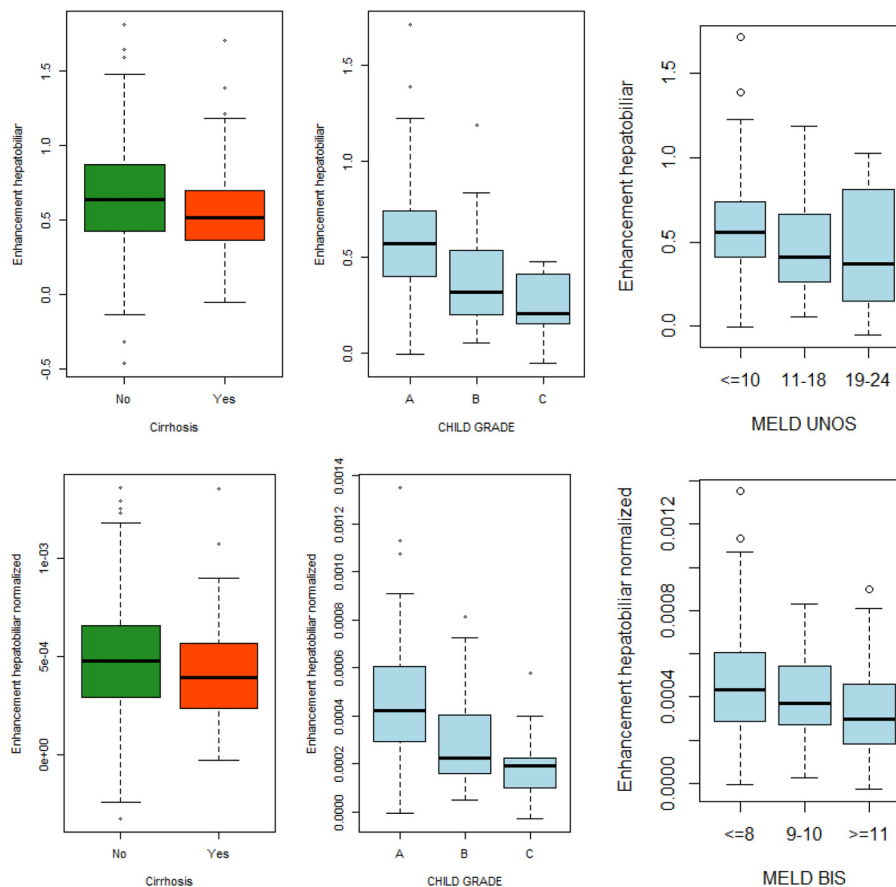 Enhancement hepatobiliar
1.5
1.0
0.5
0.0
-0.5
No Yes
Cirrhosis
Enhancement hepatobiliar
1.5
1.0
0.5
0.0
A B C
CHILD GRADE
Enhancement hepatobiliar
1.5
1.0
0.5
0.0
<=10 11-18 19-24
MELD UNOS
Enhancement hepatobiliar normalized
1e-03
5e-04
0e+00
No Yes
Cirrhosis
Enhancement hepatobiliar normalized
0.0014
0.0012
0.0010
0.0008
0.0006
0.0004
0.0002
0.0000
A B C
CHILD GRADE
Enhancement hepatobiliar normalized
0.0012
0.0008
0.0004
0.0000
<=8 9-10 >=11
MELD BIS